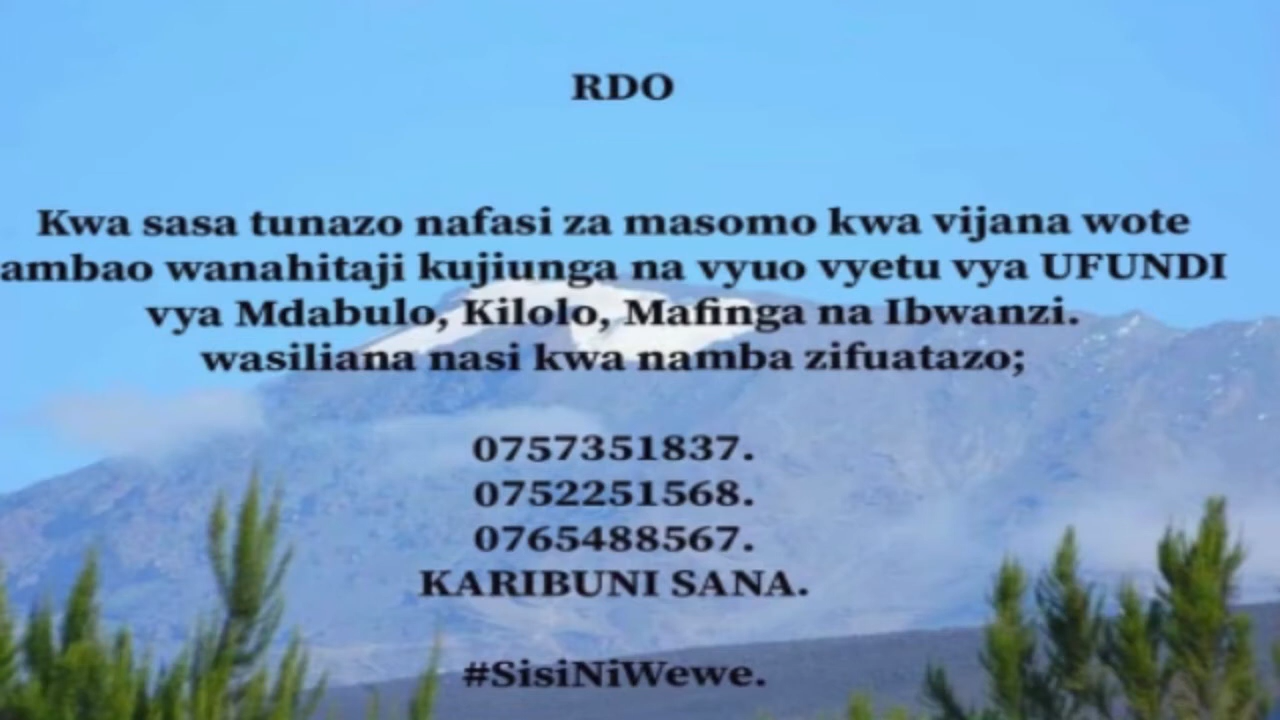 RDO
Kwa sasa tunazo nafasi za masomo kwa vijana wote
ambao wanahitaji kujiunga na vyuo vyetu vya UFUNDI
vya Mdabulo, Kilolo, Mafinga na Ibwanzi.
wasiliana nasi kwa namba zifuatazo;
0757351837.
0752251568.
0765488567.
KARIBUNI SANA.
#SisiNiWewe.